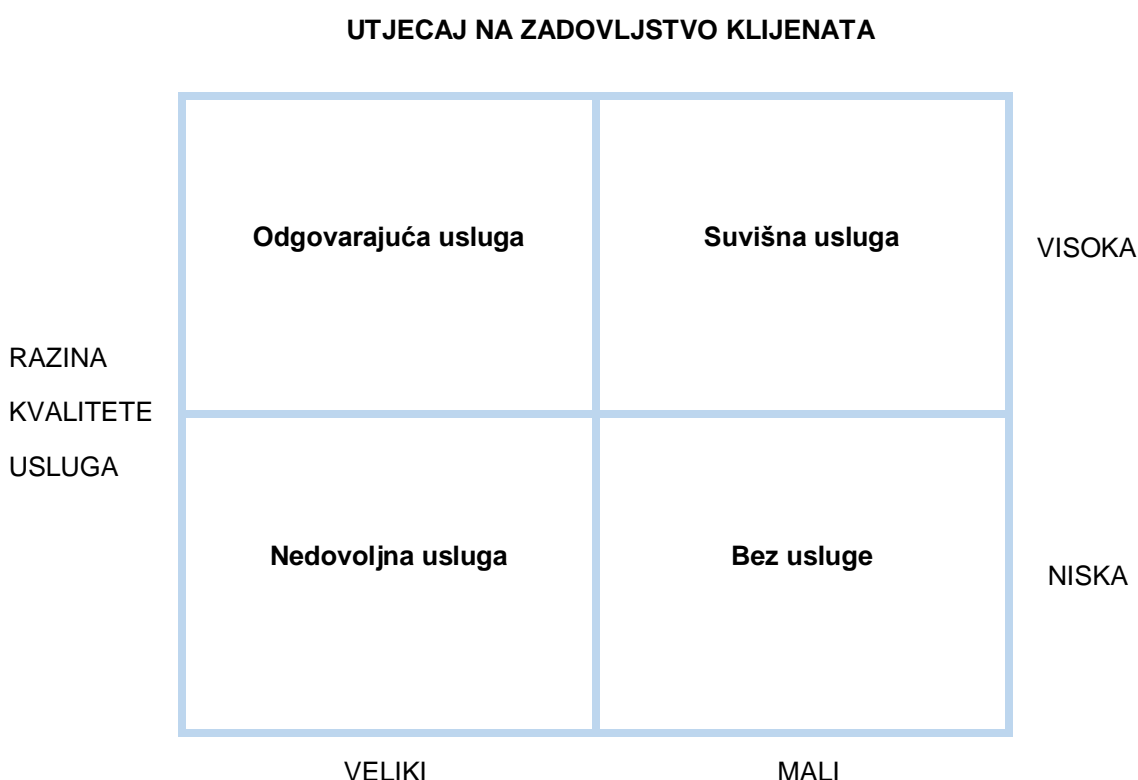 UTJECAJ NA ZADOVLJSTVO KLIJENATA
Odgovarajuća usluga
Suvišna usluga
VISOKA
RAZINA
KVALITETE
USLUGA
Nedovoljna usluga
Bez usluge
NISKA
VELIKI
MALI